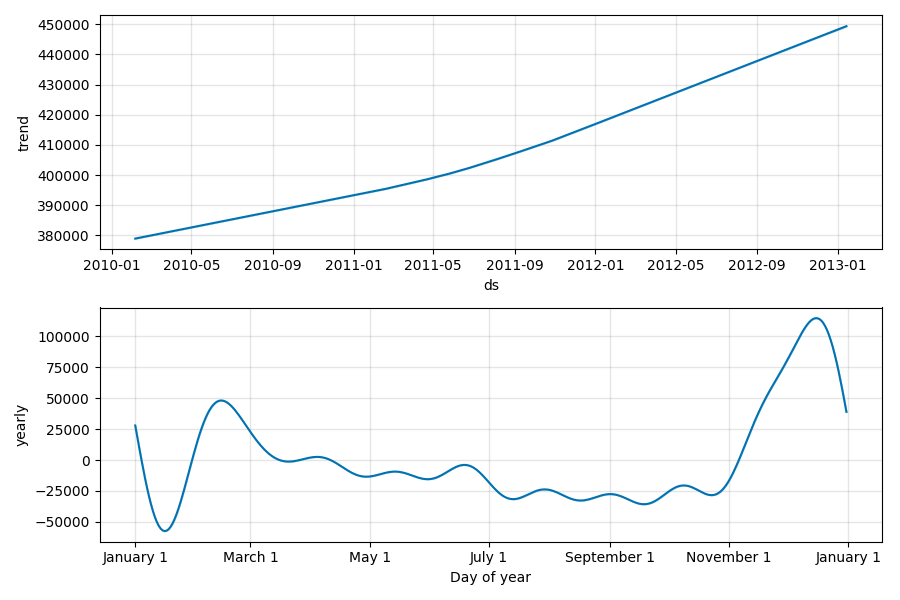 450000
440000
430000
420000
410000
400000
390000
380000
trend
2010-01 2010-05 2010-09 2011-01 2011-05 2011-09 2012-01 2012-05 2012-09 2013-01
ds
100000
75000
50000
25000
0
−25000
−50000
yearly
January 1 March 1 May 1 July 1 September 1 November 1 January 1
Day of year